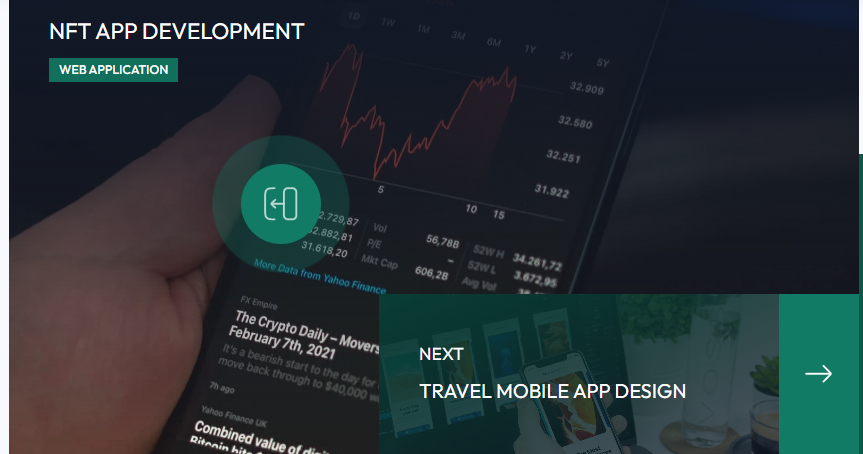 NFT APP DEVELOPMENT
WEB APPLICATION
1D 1W 1M 3M 6M 1Y 2Y 5Y
32.909
32.580
32.251
31.922
5 10 15
2.729,87 Vol 56,78B 52W H 34.261,72
32.882,81 P/E – 52W L 3.672,95
31.618,20 Mkt Cap 606,2B Avg Vol
More Data from Yahoo Finance
FX Empire
The Crypto Daily – Movers
February 7th, 2021
It's a bearish start to the day for
move back through to $40,000
7h ago
Yahoo Finance UK
Combined value of
Bitcoin
NEXT
TRAVEL MOBILE APP DESIGN